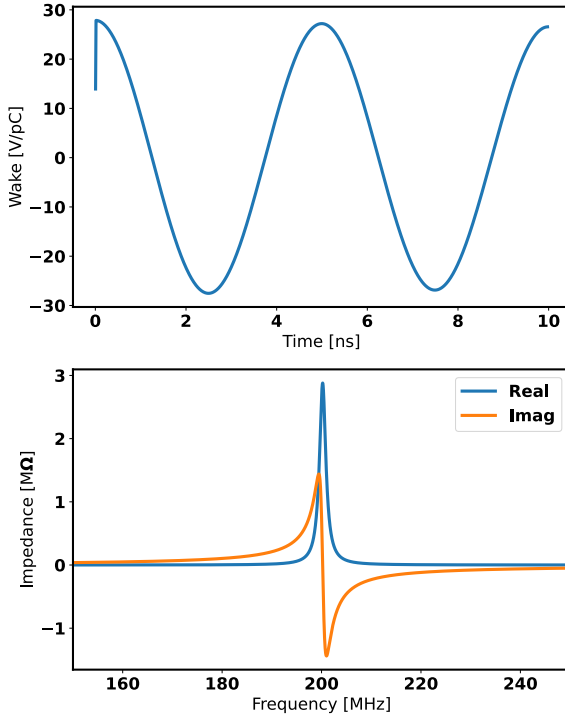 30
20
10
0
−10
−20
−30
Wake [V/pC]
0 2 4 6 8 10
Time [ns]
3
2
1
0
−1
Impedance [MΩ]
Real
Imag
160 180 200 220 240
Frequency [MHz]